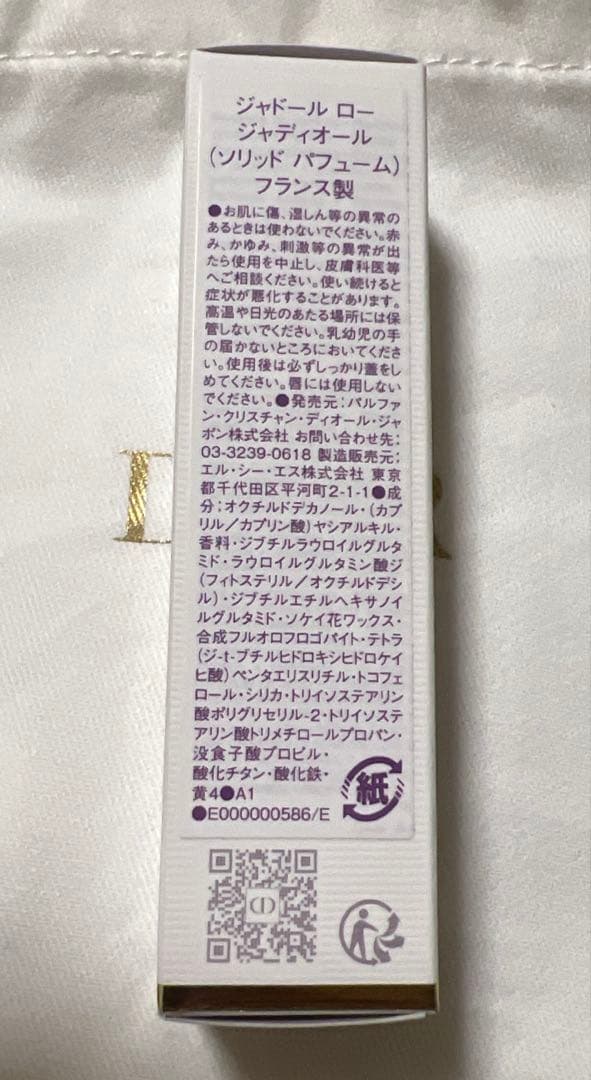 ジャドール ロー
ジャディオール
(ソリッド パフューム)
フランス製
●お肌に傷、湿しん等の異常の
あるときは使わないでください。赤
み、かゆみ、刺激等の異常が出
たら使用を中止し、皮膚科医等
へご相談ください。使い続けると
症状が悪化することがあります。
高温や日光のあたる場所には保
管しないでください。乳幼児の手
の届かないところにおいてくださ
い。使用後は必ずしっかり蓋をし
めてください。唇には使用しない
でください。●発売元:パルファ
ン・クリスチャン・ディオール・ジャ
ポン株式会社 お問い合わせ先:
03-3239-0618 製造販売元:
エル・シー・エス株式会社 東京
都千代田区平河町2-1-1●成
分:オクチルドデカノール・(カプ
リル/カプリン酸)ヤシアルキル・
香料・ジブチルラウロイルグルタ
ミド・ラウロイルグルタミン酸ジ
(フィトステリル/オクチルドデシ
ル)・ジブチルエチルヘキサノイ
ルグルタミド・ソケイ花ワックス・
合成フルオロフロゴパイト・テトラ
(ジ-t-ブチルヒドロキシヒドロケイ
ヒ酸)ペンタエリスリチル・トコフェ
ロール・シリカ・トリイソステアリン
酸ポリグリセリル-2・トリイソステ
アリン酸トリメチロールプロパン・
没食子酸プロピル・
酸化チタン・酸化鉄・
黄4●A1
●E000000586/E
紙